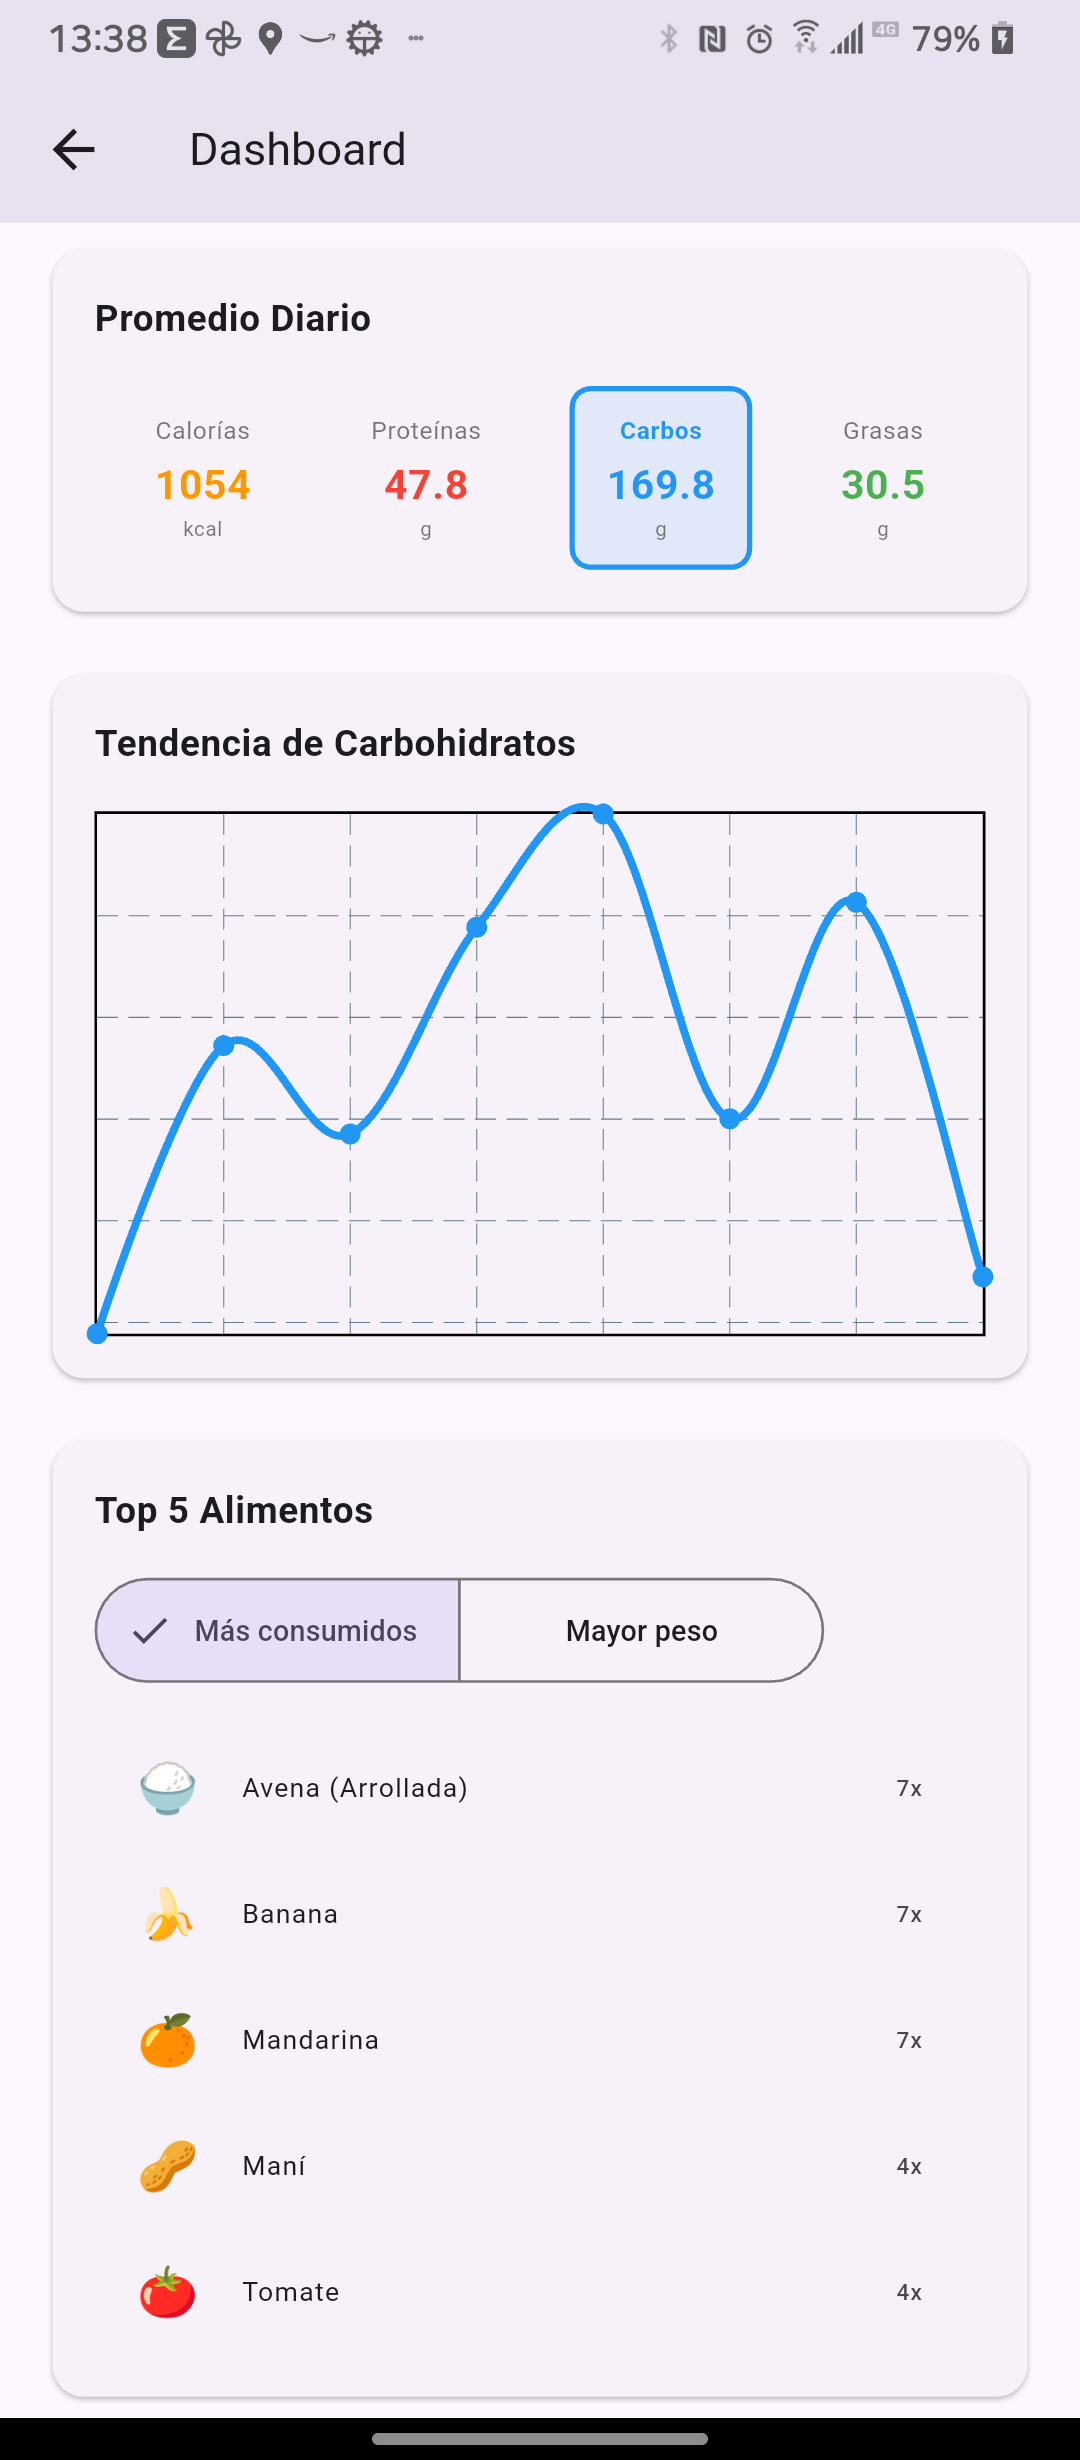 13:38
4G 79%
Dashboard
Promedio Diario
Calorías Proteínas Carbos Grasas
1054 47.8 169.8 30.5
kcal g g g
Tendencia de Carbohidratos
Top 5 Alimentos
Más consumidos Mayor peso
Avena (Arrollada) 7x
Banana 7x
Mandarina 7x
Maní 4x
Tomate 4x